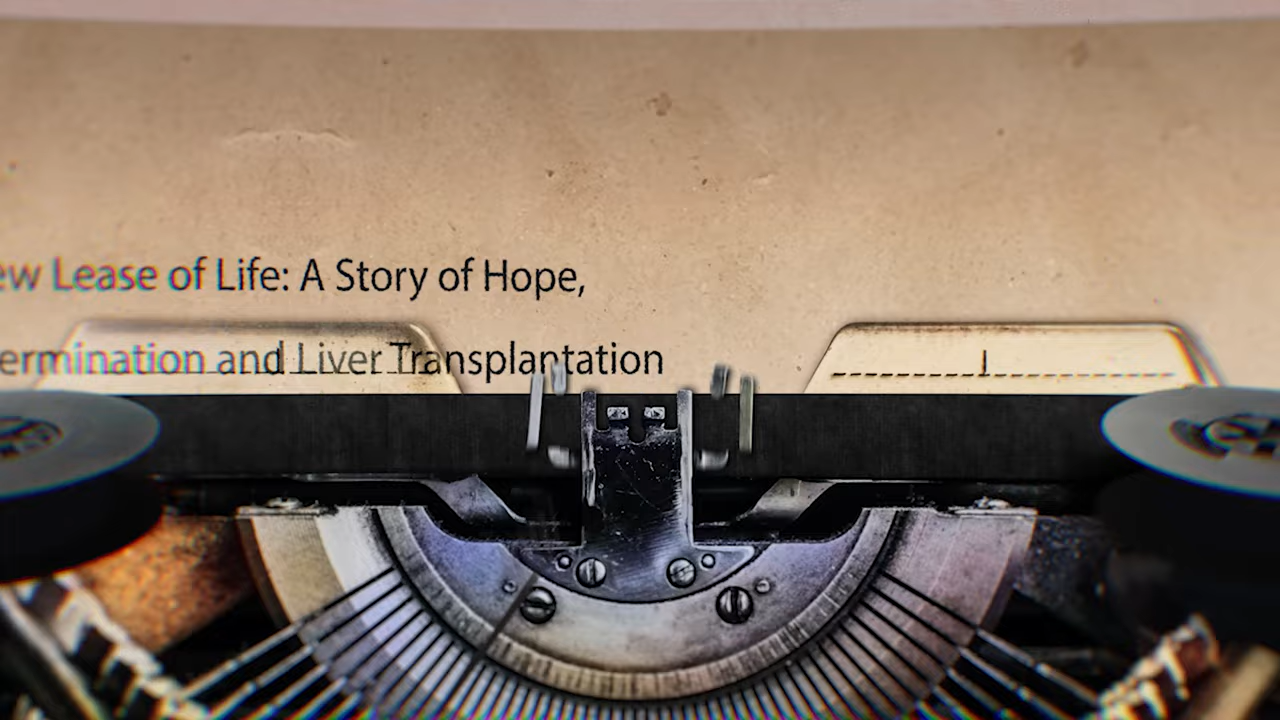 ew Lease of Life: A Story of Hope,
ermination and Liver Transplantation